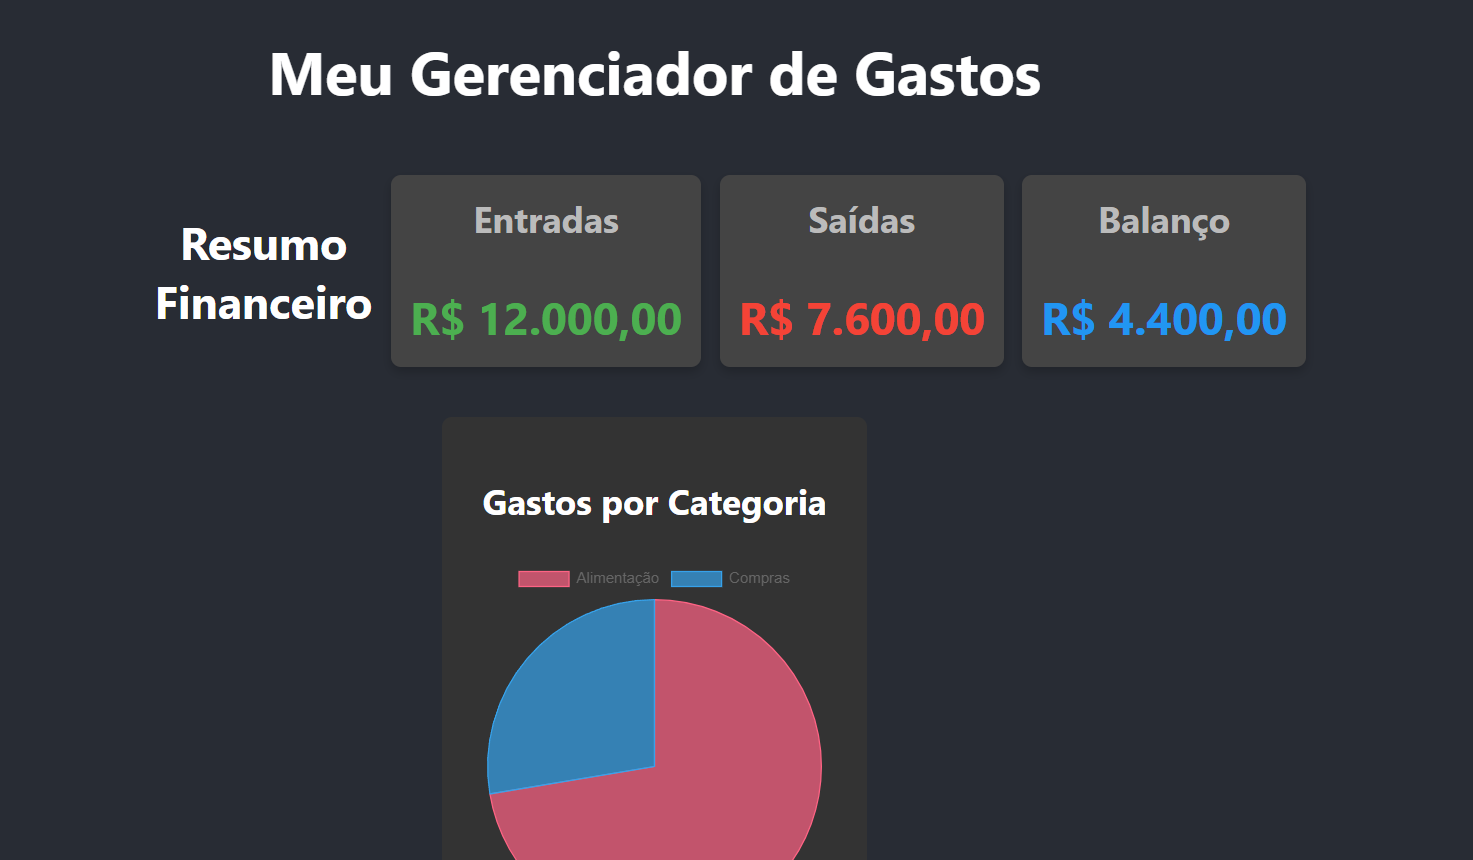 Meu Gerenciador de Gastos
Resumo
Financeiro
Entradas
R$ 12.000,00
Saídas
R$ 7.600,00
Balanço
R$ 4.400,00
Gastos por Categoria
Alimentação Compras